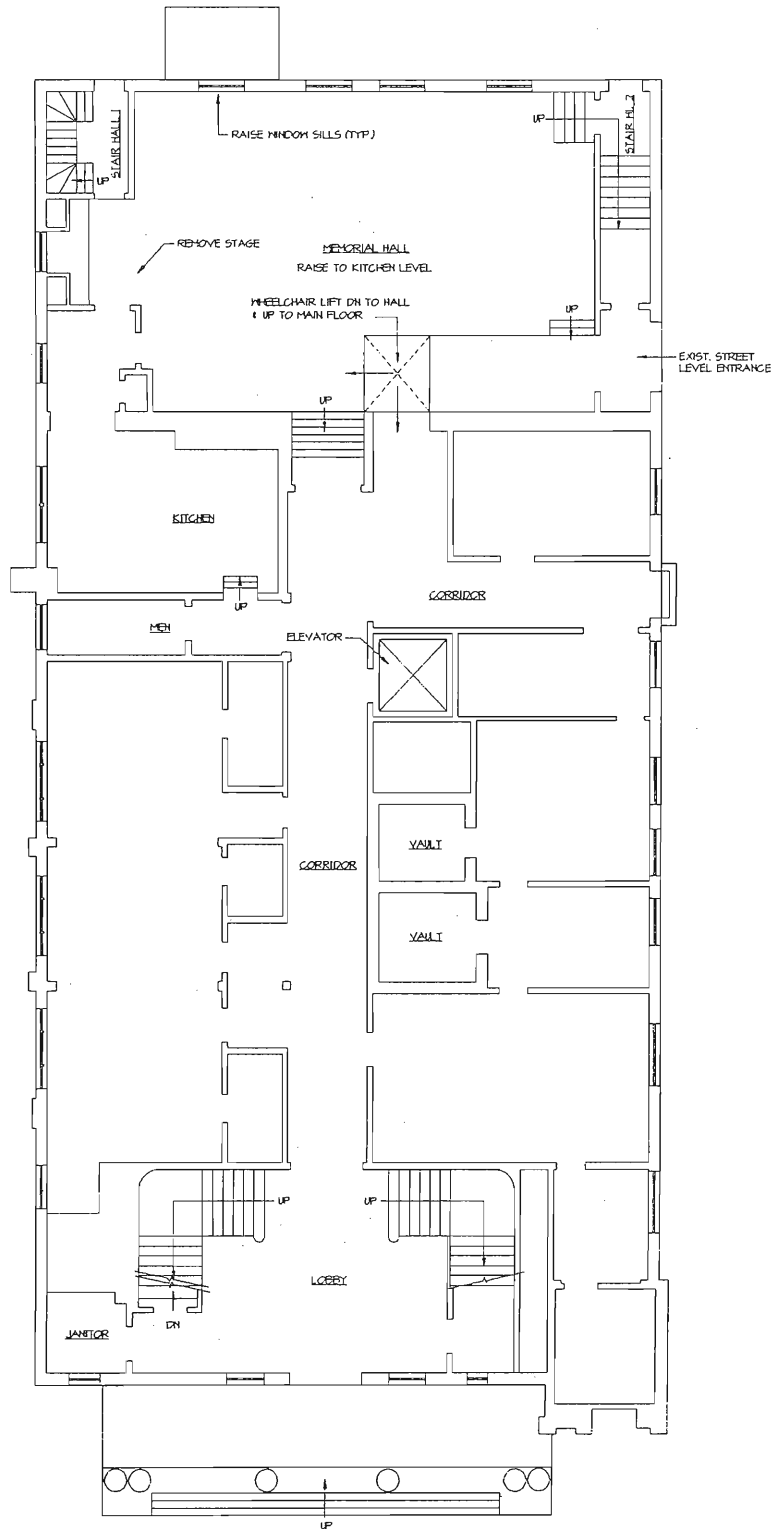 UP
STAIR HALL 1
STAIR HL. 2
RAISE WINDOW SILLS (TYP.)
UP
REMOVE STAGE
MEMORIAL HALL
RAISE TO KITCHEN LEVEL
WHEELCHAIR LIFT DN TO HALL
& UP TO MAIN FLOOR
UP
EXIST. STREET
LEVEL ENTRANCE
UP
KITCHEN
CORRIDOR
UP
MEN
ELEVATOR
VAULT
CORRIDOR
VAULT
UP
UP
LOBBY
DN
JANITOR
UP